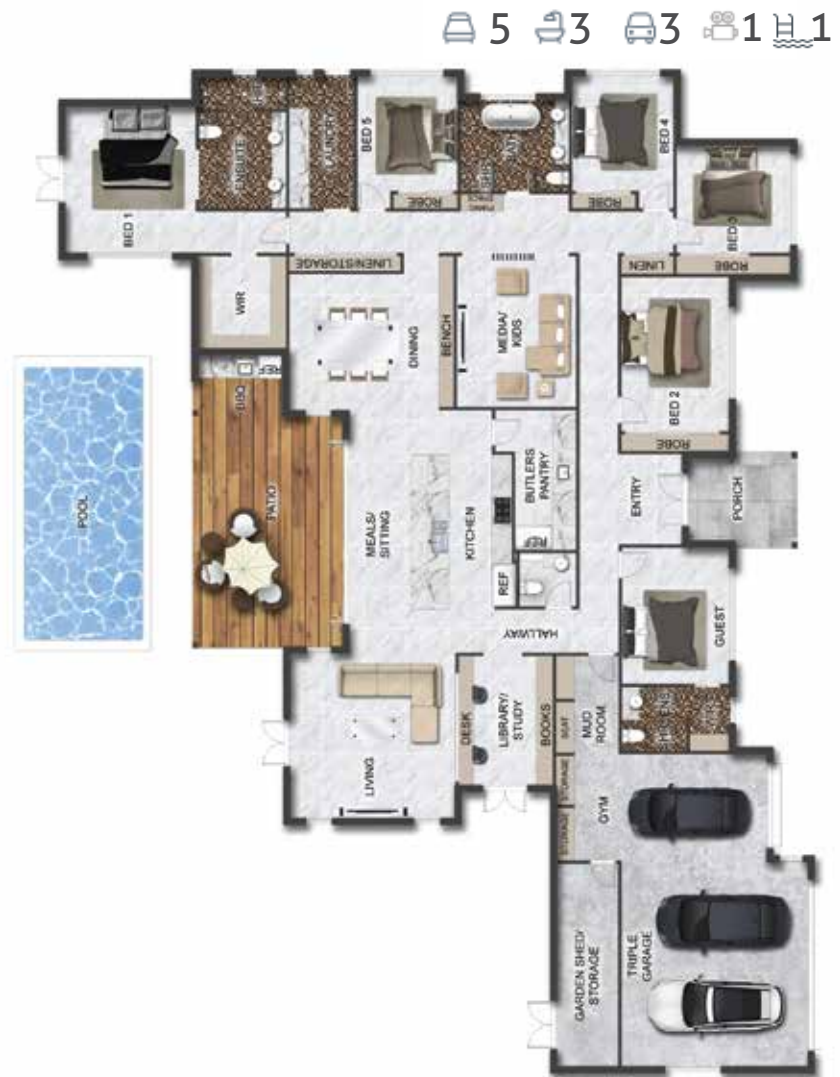 5 3 3 1 1
BED 1
ENSUITE
LAUNDRY
BED 5
ROBE
BATH
BED 4
ROBE
BED 3
ROBE
LINEN
LINEN/STORAGE
WIR
DINING
BENCH
MEDIA/
KIDS
BED 2
ROBE
REF
BBQ
PATIO
POOL
MEALS/
SITTING
KITCHEN
BUTLERS
PANTRY
REF
REF
ENTRY
PORCH
HALLWAY
GUEST
LIVING
DESK
LIBRARY/
STUDY
BOOKS
SEAT
MUD
ROOM
STORAGE
STORAGE
GYM
GARDEN SHED/
STORAGE
TRIPLE
GARAGE